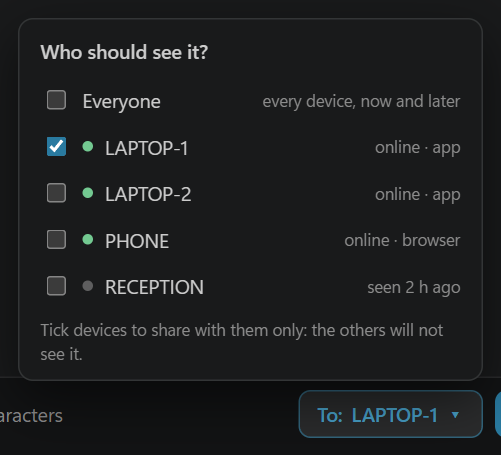 Who should see it?
Everyone every device, now and later
LAPTOP-1 online · app
LAPTOP-2 online · app
PHONE online · browser
RECEPTION seen 2 h ago
Tick devices to share with them only: the others will not
see it.
aracters To: LAPTOP-1 ▾